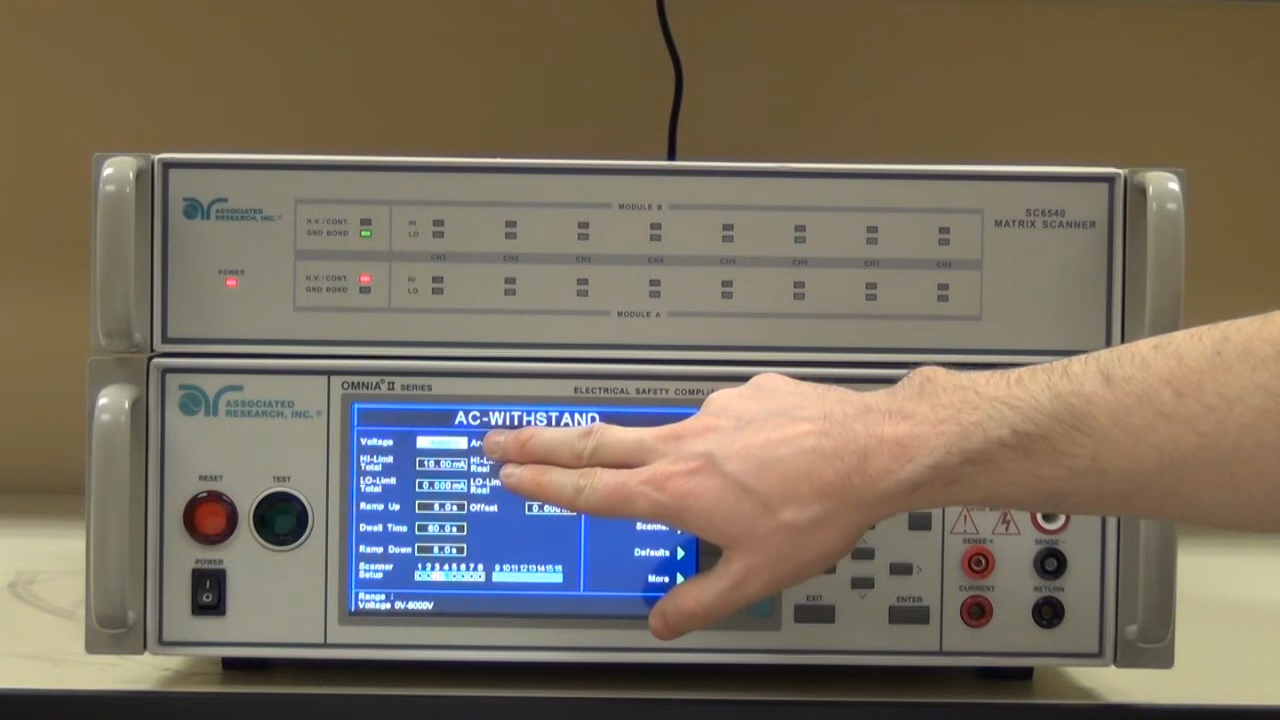 MODULE B
ASSOCIATED
RESEARCH, INC.®
H.V./CONT.
GND BOND
HI
LO
SC6540
MATRIX SCANNER
CH1 CH2 CH3 CH4 CH5 CH6 CH7 CH8
POWER
H.V./CONT.
GND BOND
HI
LO
MODULE A
ASSOCIATED
RESEARCH, INC.®
OMNIA® II SERIES
ELECTRICAL SAFETY
AC-WITHSTAND
Voltage
HI-Limit
Total
10.00mA
Real
LO-Limit
Total
0.000mA
Real
Ramp Up
Offset
Dwell Time
60.0s
Ramp Down
Scanner
Setup
1 2 3 4 5 6 7 8
9 10 11 12 13 14 15 16
Defaults
More
Range :
Voltage 0V-5000V
RESET
TEST
POWER
EXIT
ENTER
SENSE +
SENSE -
CURRENT
RETURN